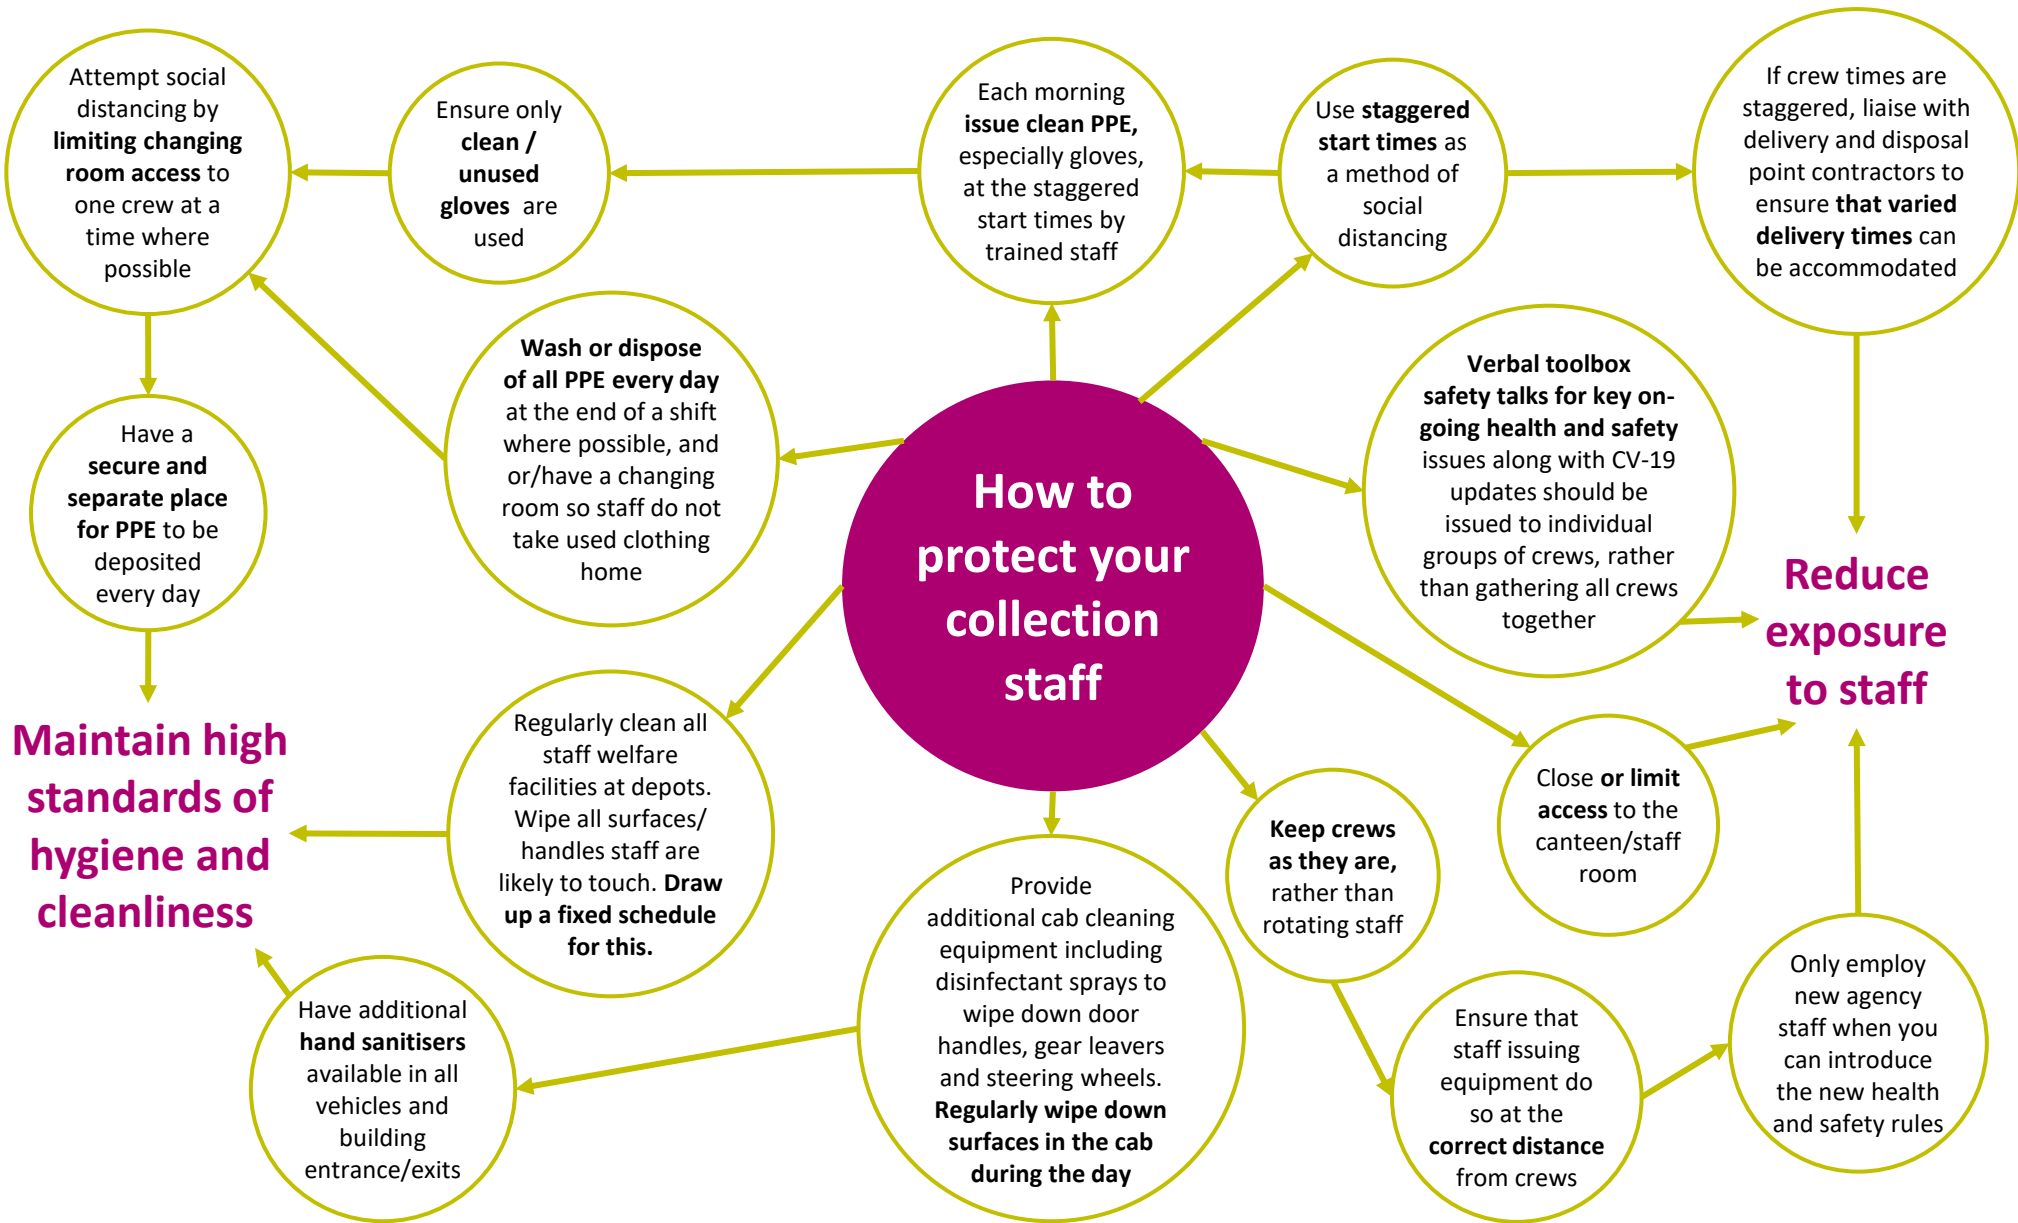 Attempt social
distancing by
limiting changing
room access to
one crew at a
time where
possible
Ensure only
clean /
unused
gloves are
used
Each morning
issue clean PPE,
especially gloves,
at the staggered
start times by
trained staff
Use staggered
start times as
a method of
social
distancing
If crew times are
staggered, liaise with
delivery and disposal
point contractors to
ensure that varied
delivery times can
be accommodated
Wash or dispose
of all PPE every day
at the end of a shift
where possible, and
or/have a changing
room so staff do not
take used clothing
home
Verbal toolbox
safety talks for key on-
going health and safety
issues along with CV-19
updates should be
issued to individual
groups of crews, rather
than gathering all crews
together
Have a
secure and
separate place
for PPE to be
deposited
every day
How to
protect your
collection
staff
Reduce
exposure
to staff
Maintain high
standards of
hygiene and
cleanliness
Regularly clean all
staff welfare
facilities at depots.
Wipe all surfaces/
handles staff are
likely to touch. Draw
up a fixed schedule
for this.
Keep crews
as they are,
rather than
rotating staff
Close or limit
access to the
canteen/staff
room
Provide
additional cab cleaning
equipment including
disinfectant sprays to
wipe down door
handles, gear leavers
and steering wheels.
Regularly wipe down
surfaces in the cab
during the day
Have additional
hand sanitisers
available in all
vehicles and
building
entrance/exits
Ensure that
staff issuing
equipment do
so at the
correct distance
from crews
Only employ
new agency
staff when you
can introduce
the new health
and safety rules